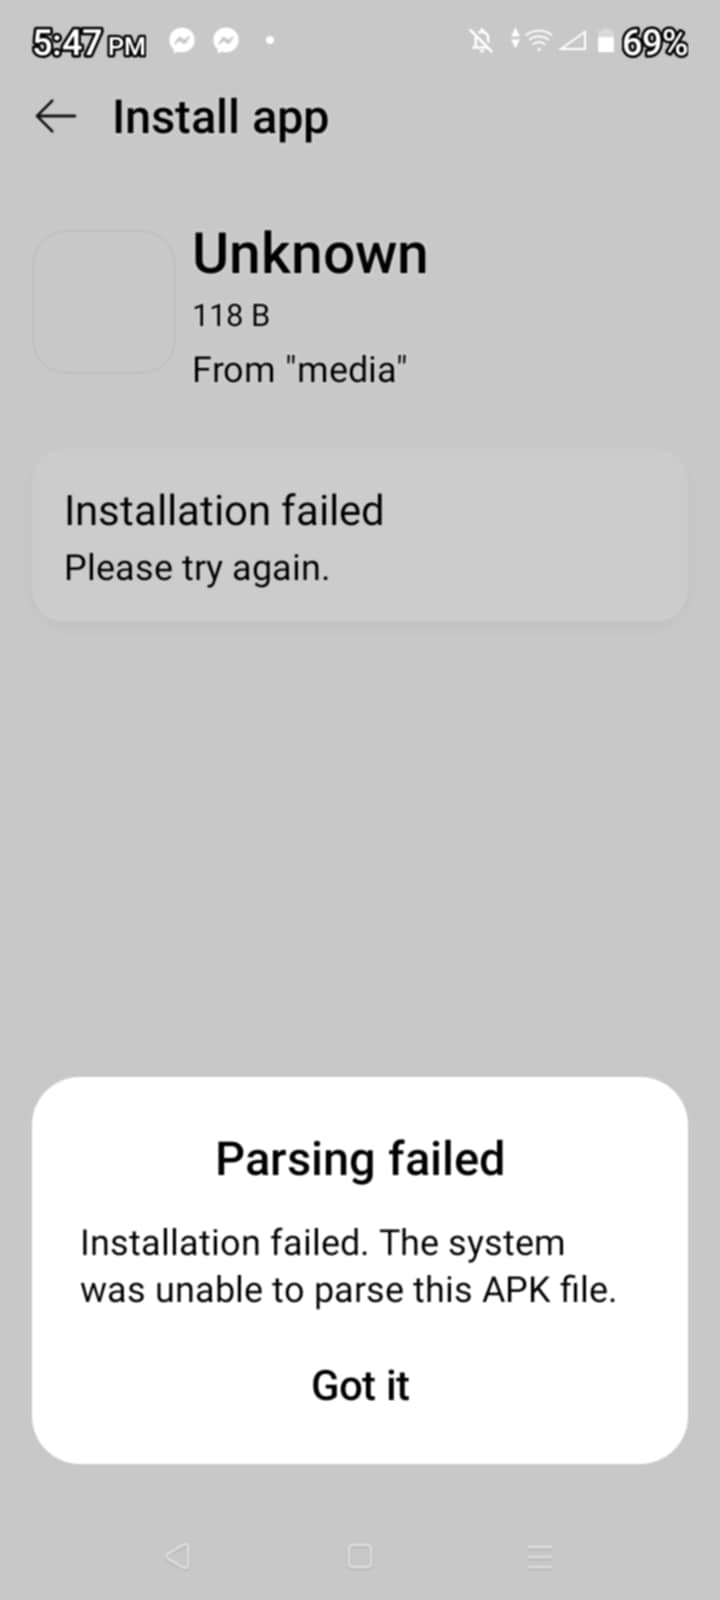 5:47 PM 69%
Install app
Unknown
118 B
From "media"
Installation failed
Please try again.
Parsing failed
Installation failed. The system
was unable to parse this APK file.
Got it